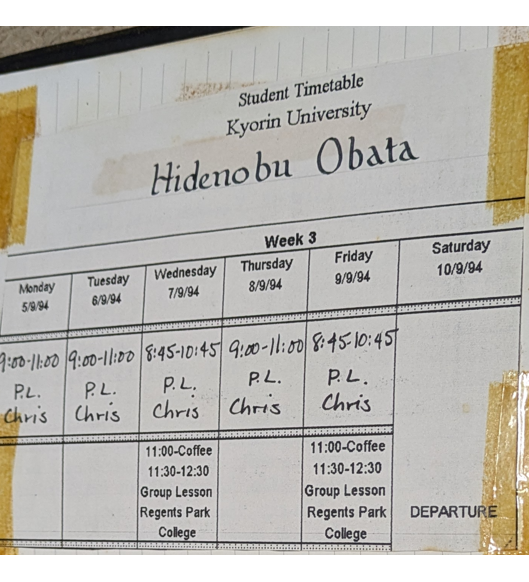 Student Timetable
Kyorin University
Hidenobu Obata
Week 3
Monday Tuesday Wednesday Thursday Friday Saturday
5/9/94 6/9/94 7/9/94 8/9/94 9/9/94 10/9/94
9:00-11:00 9:00-11:00 8:45-10:45 9:00-11:00 8:45-10:45
P.L. P.L. P.L. P.L. P.L.
Chris Chris Chris Chris Chris
11:00-Coffee 11:00-Coffee
11:30-12:30 11:30-12:30
Group Lesson Group Lesson
Regents Park Regents Park DEPARTURE
College College